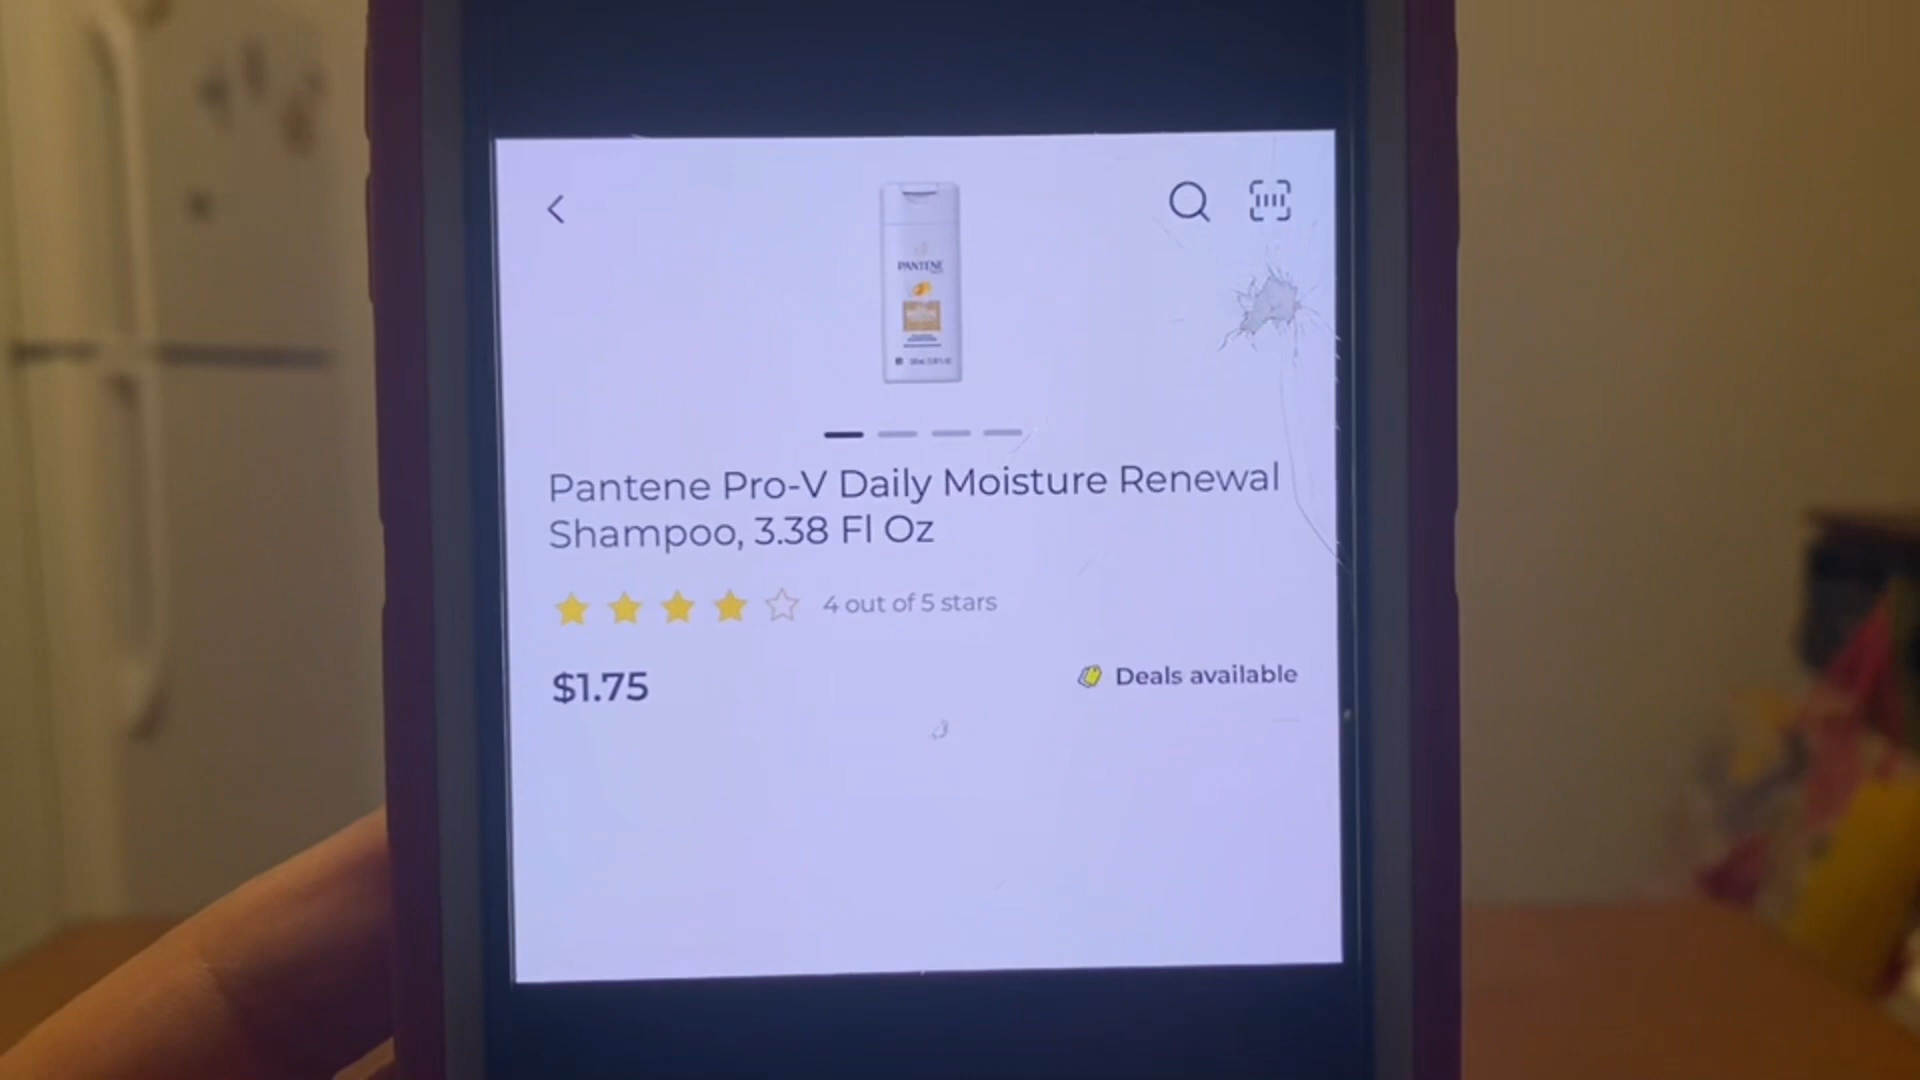 PANTENE
Pantene Pro-V Daily Moisture Renewal
Shampoo, 3.38 Fl Oz
4 out of 5 stars
$1.75
Deals available